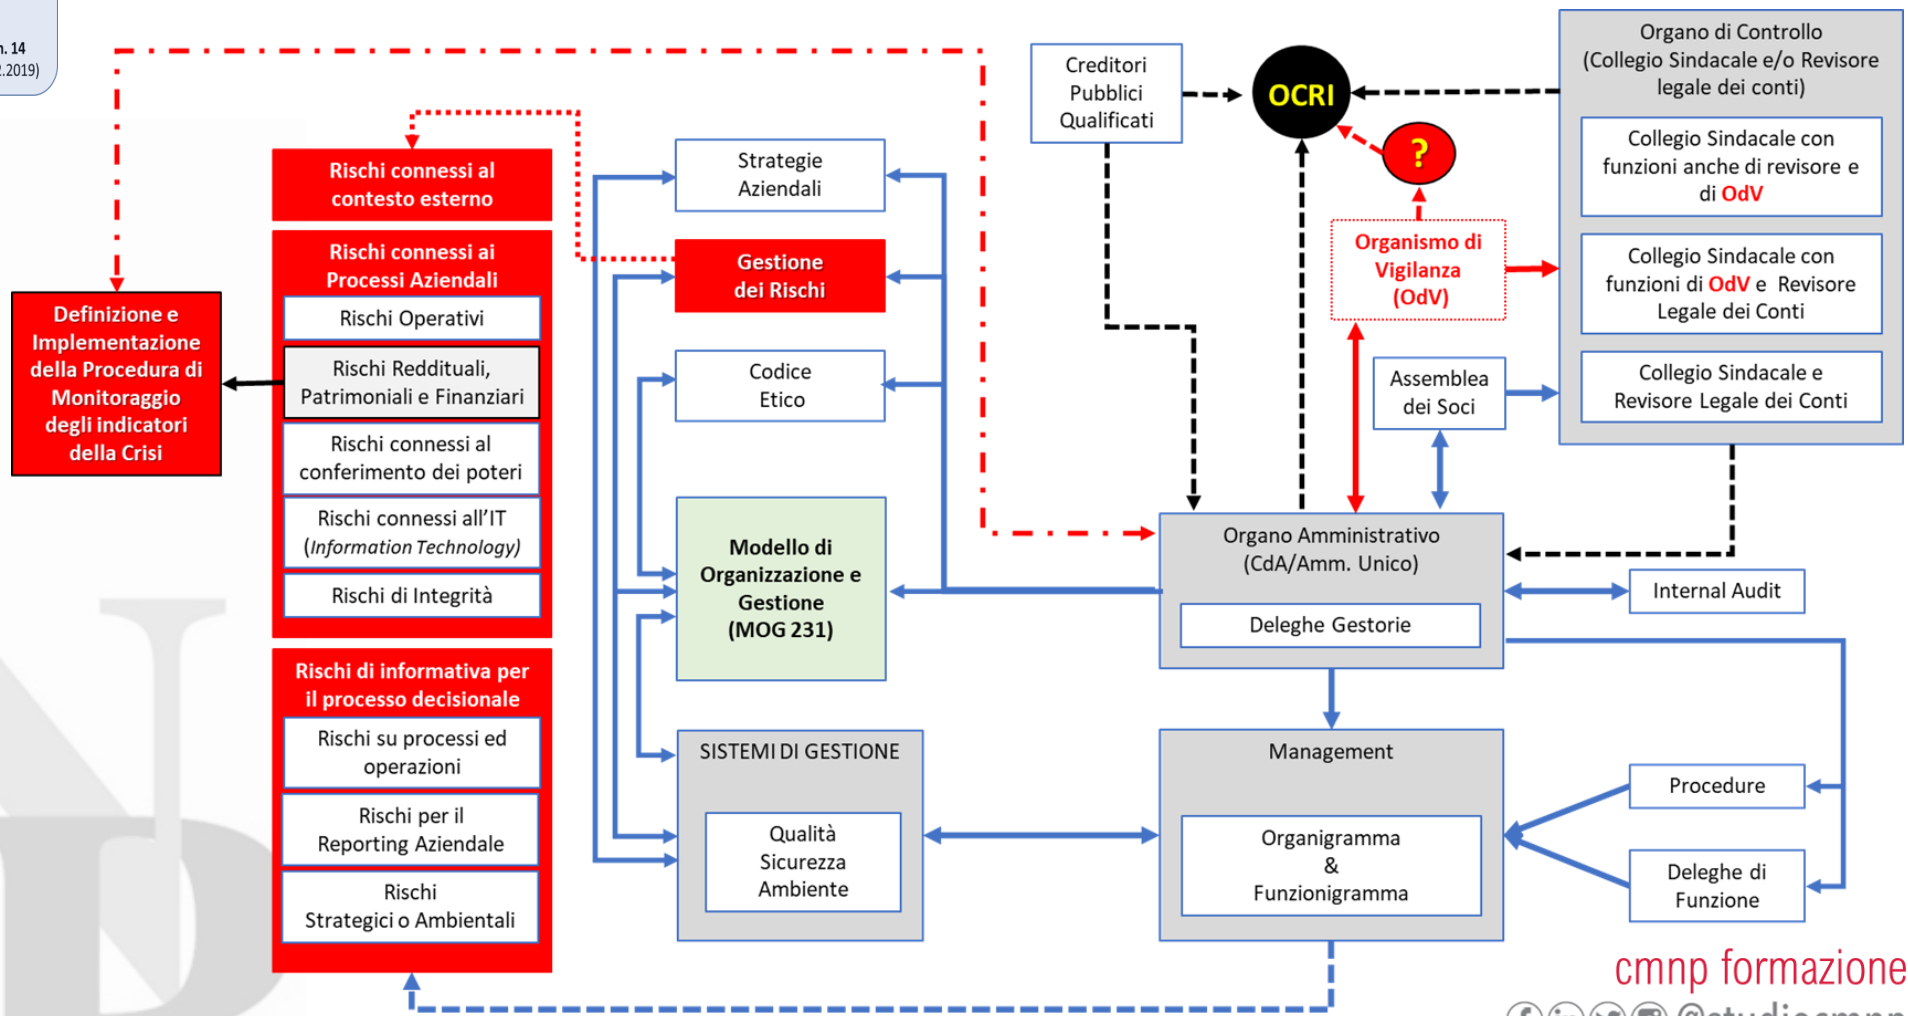 n. 14
.2019)
Creditori
Pubblici
Qualificati
OCRI
Organo di Controllo
(Collegio Sindacale e/o Revisore
legale dei conti)
Collegio Sindacale con
funzioni anche di revisore e
di OdV
Collegio Sindacale con
funzioni di OdV e Revisore
Legale dei Conti
Collegio Sindacale e
Revisore Legale dei Conti
?
Organismo di
Vigilanza
(OdV)
Assemblea
dei Soci
Strategie
Aziendali
Gestione
dei Rischi
Codice
Etico
Modello di
Organizzazione e
Gestione
(MOG 231)
SISTEMI DI GESTIONE
Qualità
Sicurezza
Ambiente
Rischi connessi al
contesto esterno
Rischi connessi ai
Processi Aziendali
Rischi Operativi
Rischi Reddituali,
Patrimoniali e Finanziari
Rischi connessi al
conferimento dei poteri
Rischi connessi all'IT
(Information Technology)
Rischi di Integrità
Rischi di informativa per
il processo decisionale
Rischi su processi ed
operazioni
Rischi per il
Reporting Aziendale
Rischi
Strategici o Ambientali
Definizione e
Implementazione
della Procedura di
Monitoraggio
degli indicatori
della Crisi
Organo Amministrativo
(CdA/Amm. Unico)
Deleghe Gestorie
Internal Audit
Management
Organigramma
&
Funzionigramma
Procedure
Deleghe di
Funzione
cmnp formazione
@studiocmnp